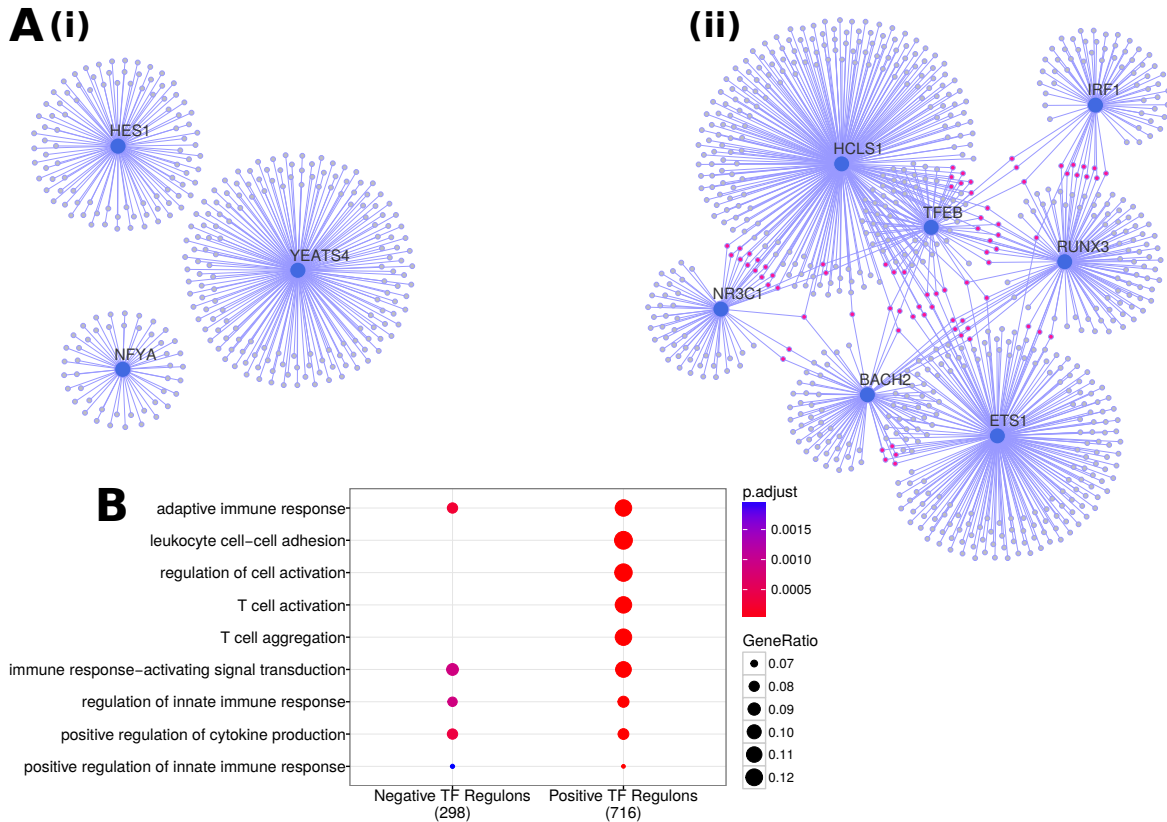 A (i)
(ii)
HES1
YEATS4
NFYA
HCLS1
IRF1
TFEB
RUNX3
NR3C1
BACH2
ETS1
B
adaptive immune response
leukocyte cell−cell adhesion
regulation of cell activation
T cell activation
T cell aggregation
immune response−activating signal transduction
regulation of innate immune response
positive regulation of cytokine production
positive regulation of innate immune response
Negative TF Regulons
(298)
Positive TF Regulons
(716)
p.adjust
0.0015
0.0010
0.0005
GeneRatio
0.07
0.08
0.09
0.10
0.11
0.12